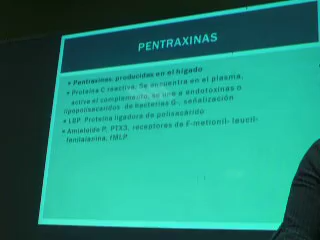 PENTRAXINAS
• Pentraxinas: producidas en el hígado
• Proteína C reactiva: Se encuentra en el plasma,
activa el complemento, se une a endotoxinas o
lipopolisacáridos de bacterias G-, señalización
• LBP: Proteína ligadora de polisacárido
• Amieloide P, PTX3, receptores de F-metionil- leucil-
fenilalanina, fMLP